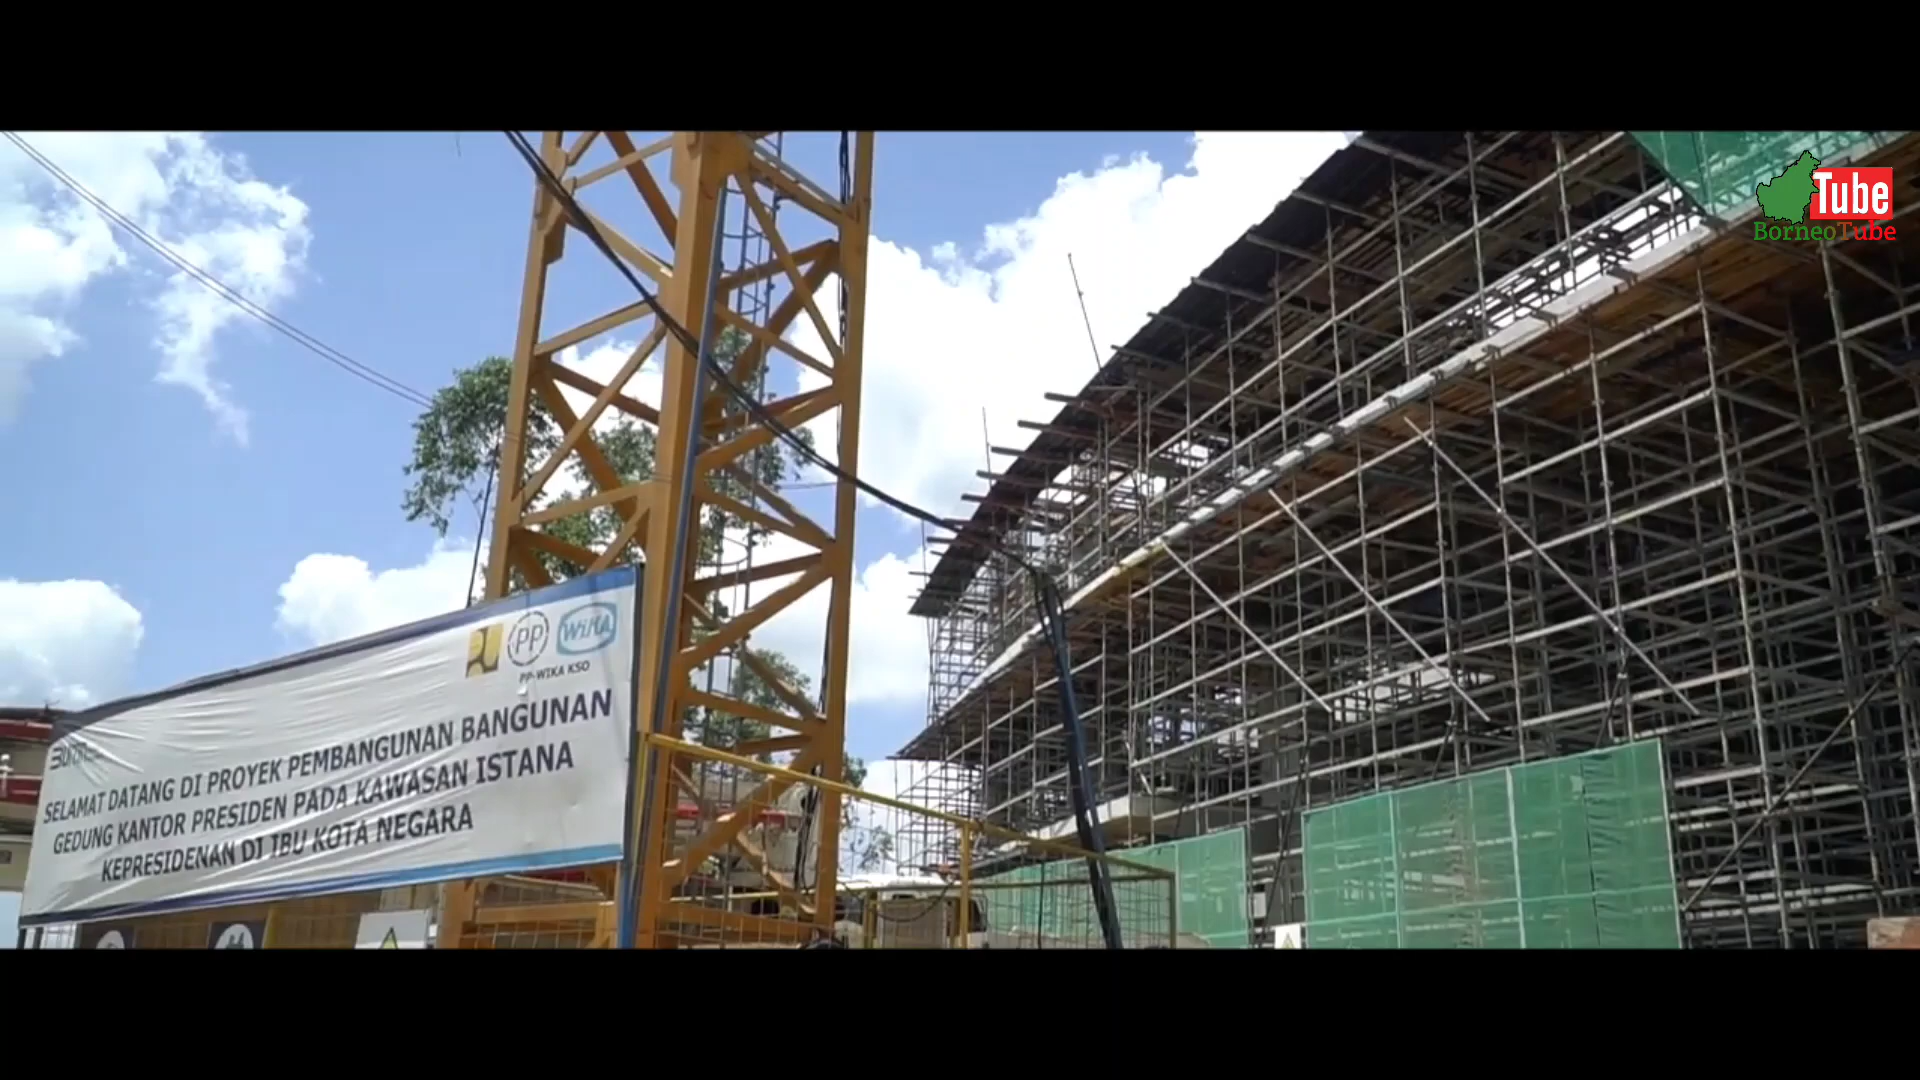 Tube
BorneoTube
PP
WIKA
PP-WIKA KSO
SELAMAT DATANG DI PROYEK PEMBANGUNAN BANGUNAN
GEDUNG KANTOR PRESIDEN PADA KAWASAN ISTANA
KEPRESIDENAN DI IBU KOTA NEGARA